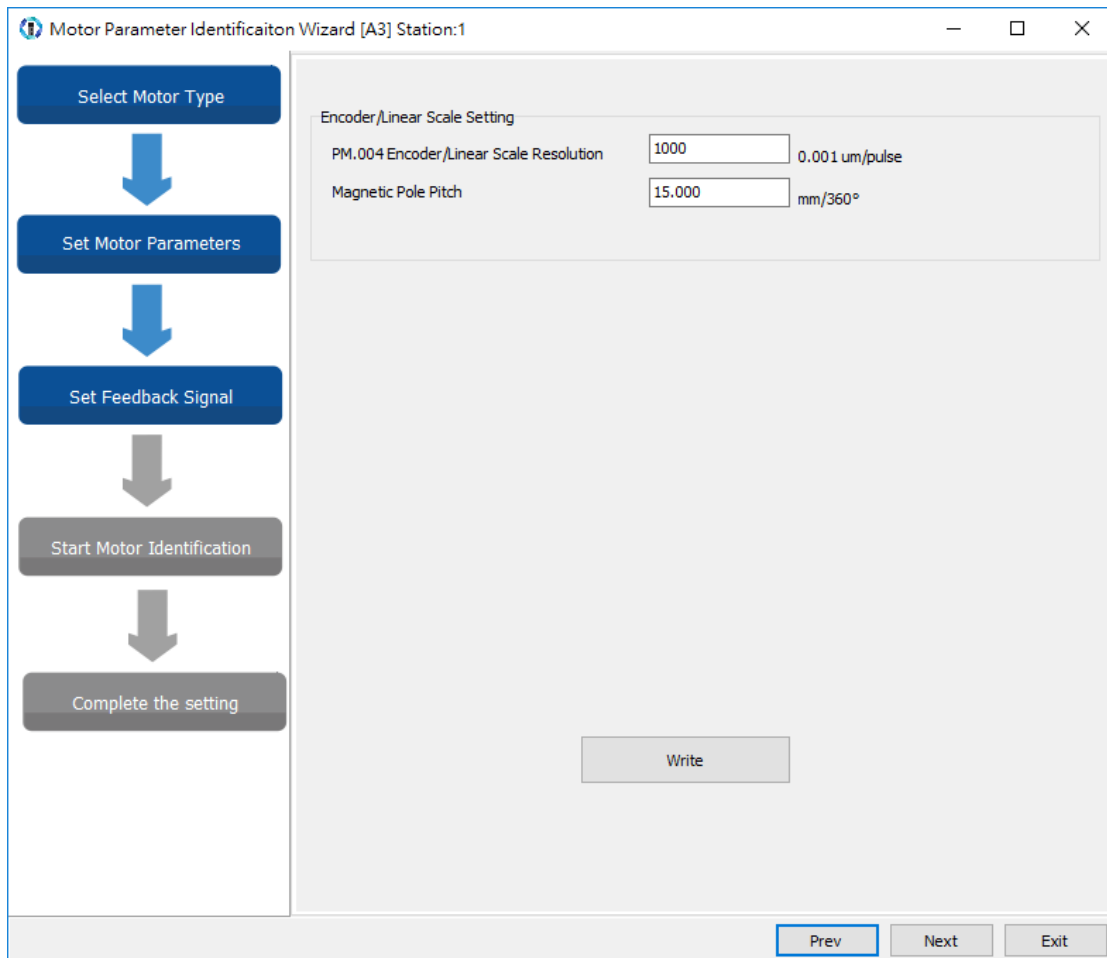 Motor Parameter Identificaiton Wizard [A3] Station:1
Select Motor Type
Set Motor Parameters
Set Feedback Signal
Start Motor Identification
Complete the setting
Encoder/Linear Scale Setting
PM.004 Encoder/Linear Scale Resolution 1000 0.001 um/pulse
Magnetic Pole Pitch 15.000 mm/360°
Write
Prev Next Exit